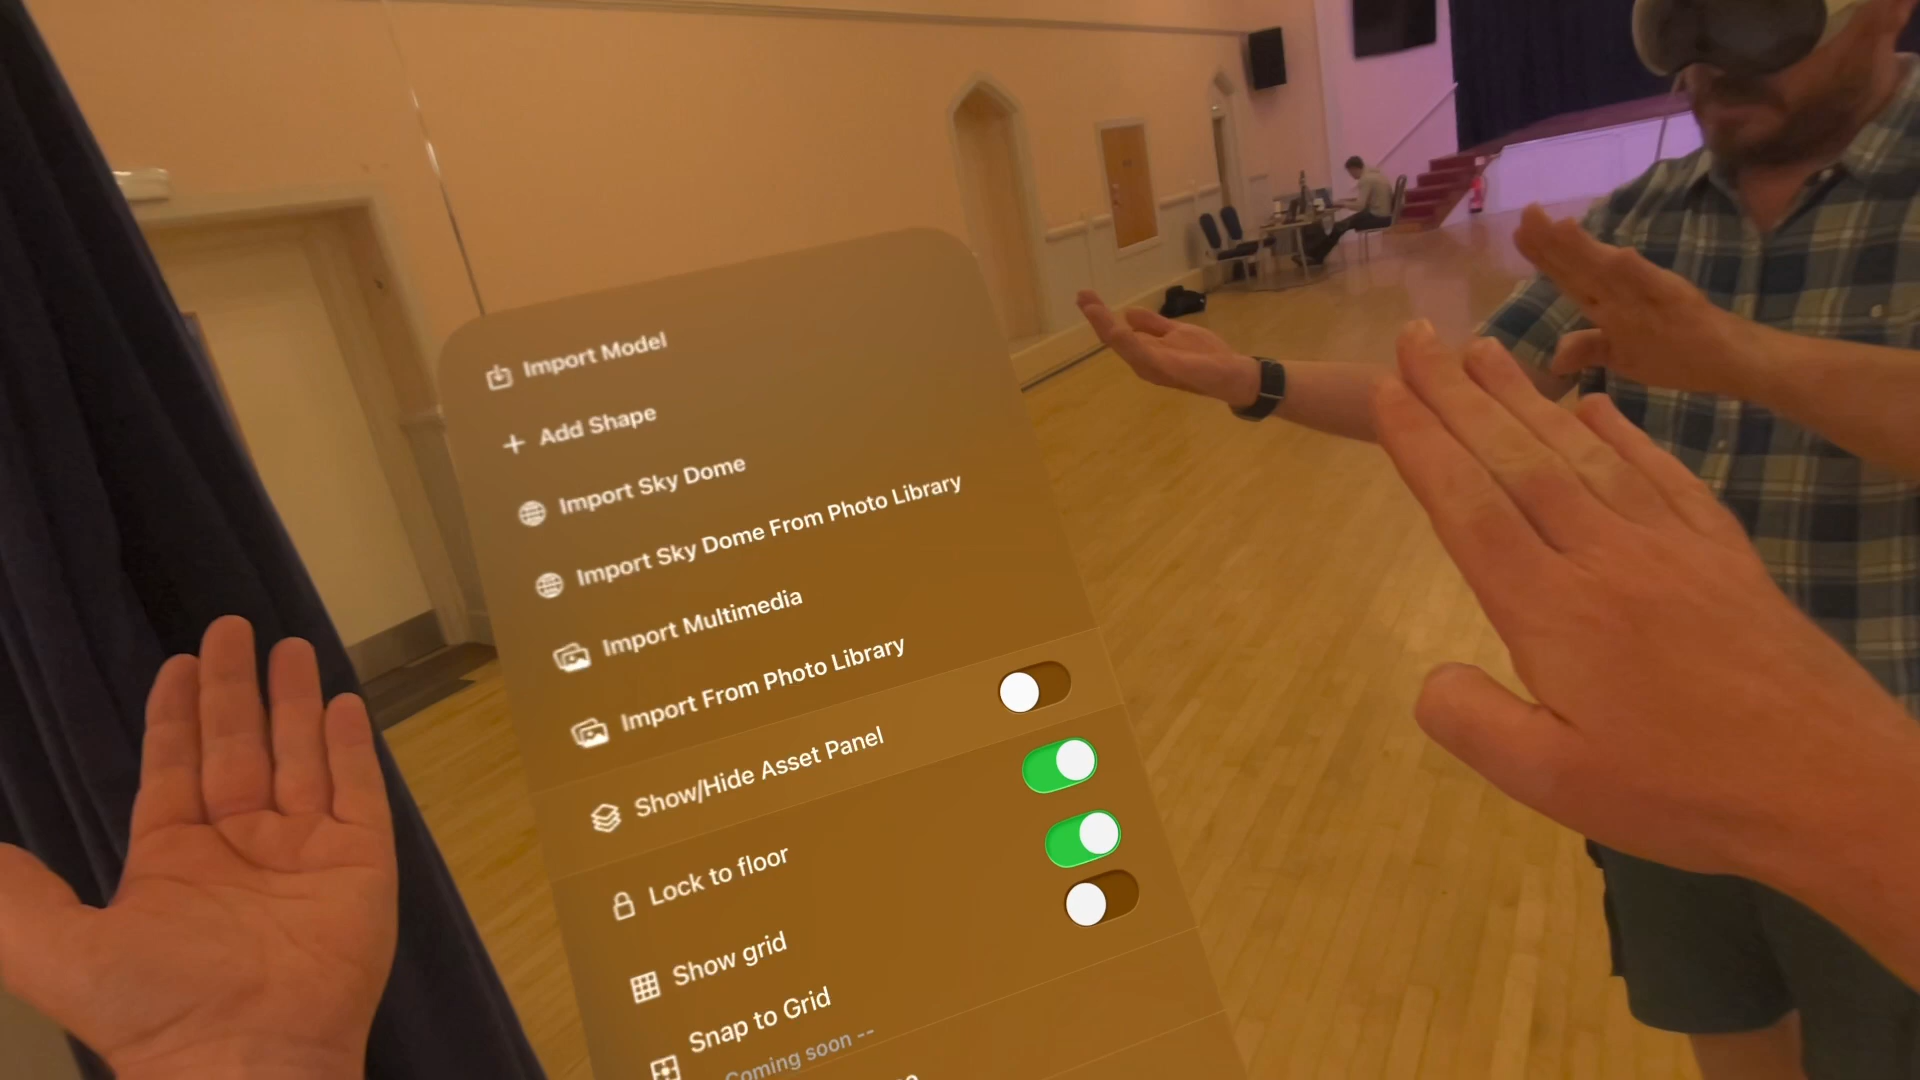 Import Model
Add Shape
Import Sky Dome
Import Sky Dome From Photo Library
Import Multimedia
Import From Photo Library
Show/Hide Asset Panel
Lock to floor
Show grid
Snap to Grid
Coming soon --